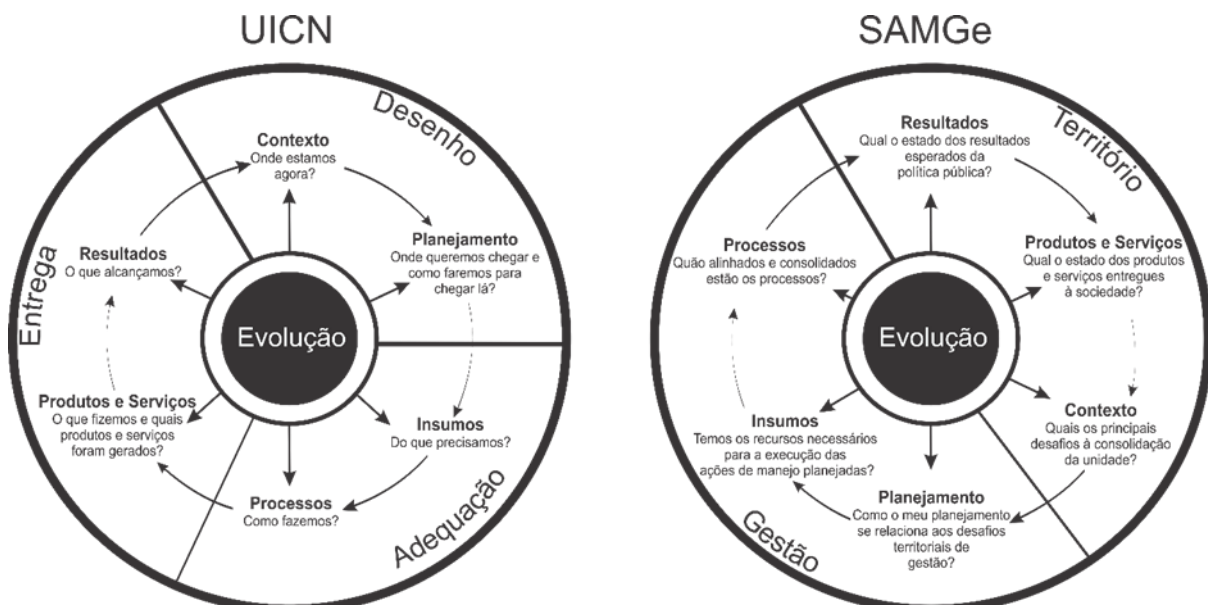 UICN
Desenho
Contexto
Onde estamos
agora?
Planejamento
Onde queremos chegar e
como faremos para
chegar lá?
Insumos
Do que precisamos?
Adequação
Processos
Como fazemos?
Produtos e Serviços
O que fizemos e quais
produtos e serviços
foram gerados?
Entrega
Resultados
O que alcançamos?
Evolução
SAMGe
Território
Resultados
Qual o estado dos resultados
esperados da
política pública?
Produtos e Serviços
Qual o estado dos produtos
e serviços entregues
à sociedade?
Contexto
Quais os principais
desafios à consolidação
da unidade?
Planejamento
Como o meu planejamento
se relaciona aos desafios
territoriais de
gestão?
Gestão
Insumos
Temos os recursos necessários
para a execução das
ações de manejo planejadas?
Processos
Quão alinhados e consolidados
estão os processos?
Evolução